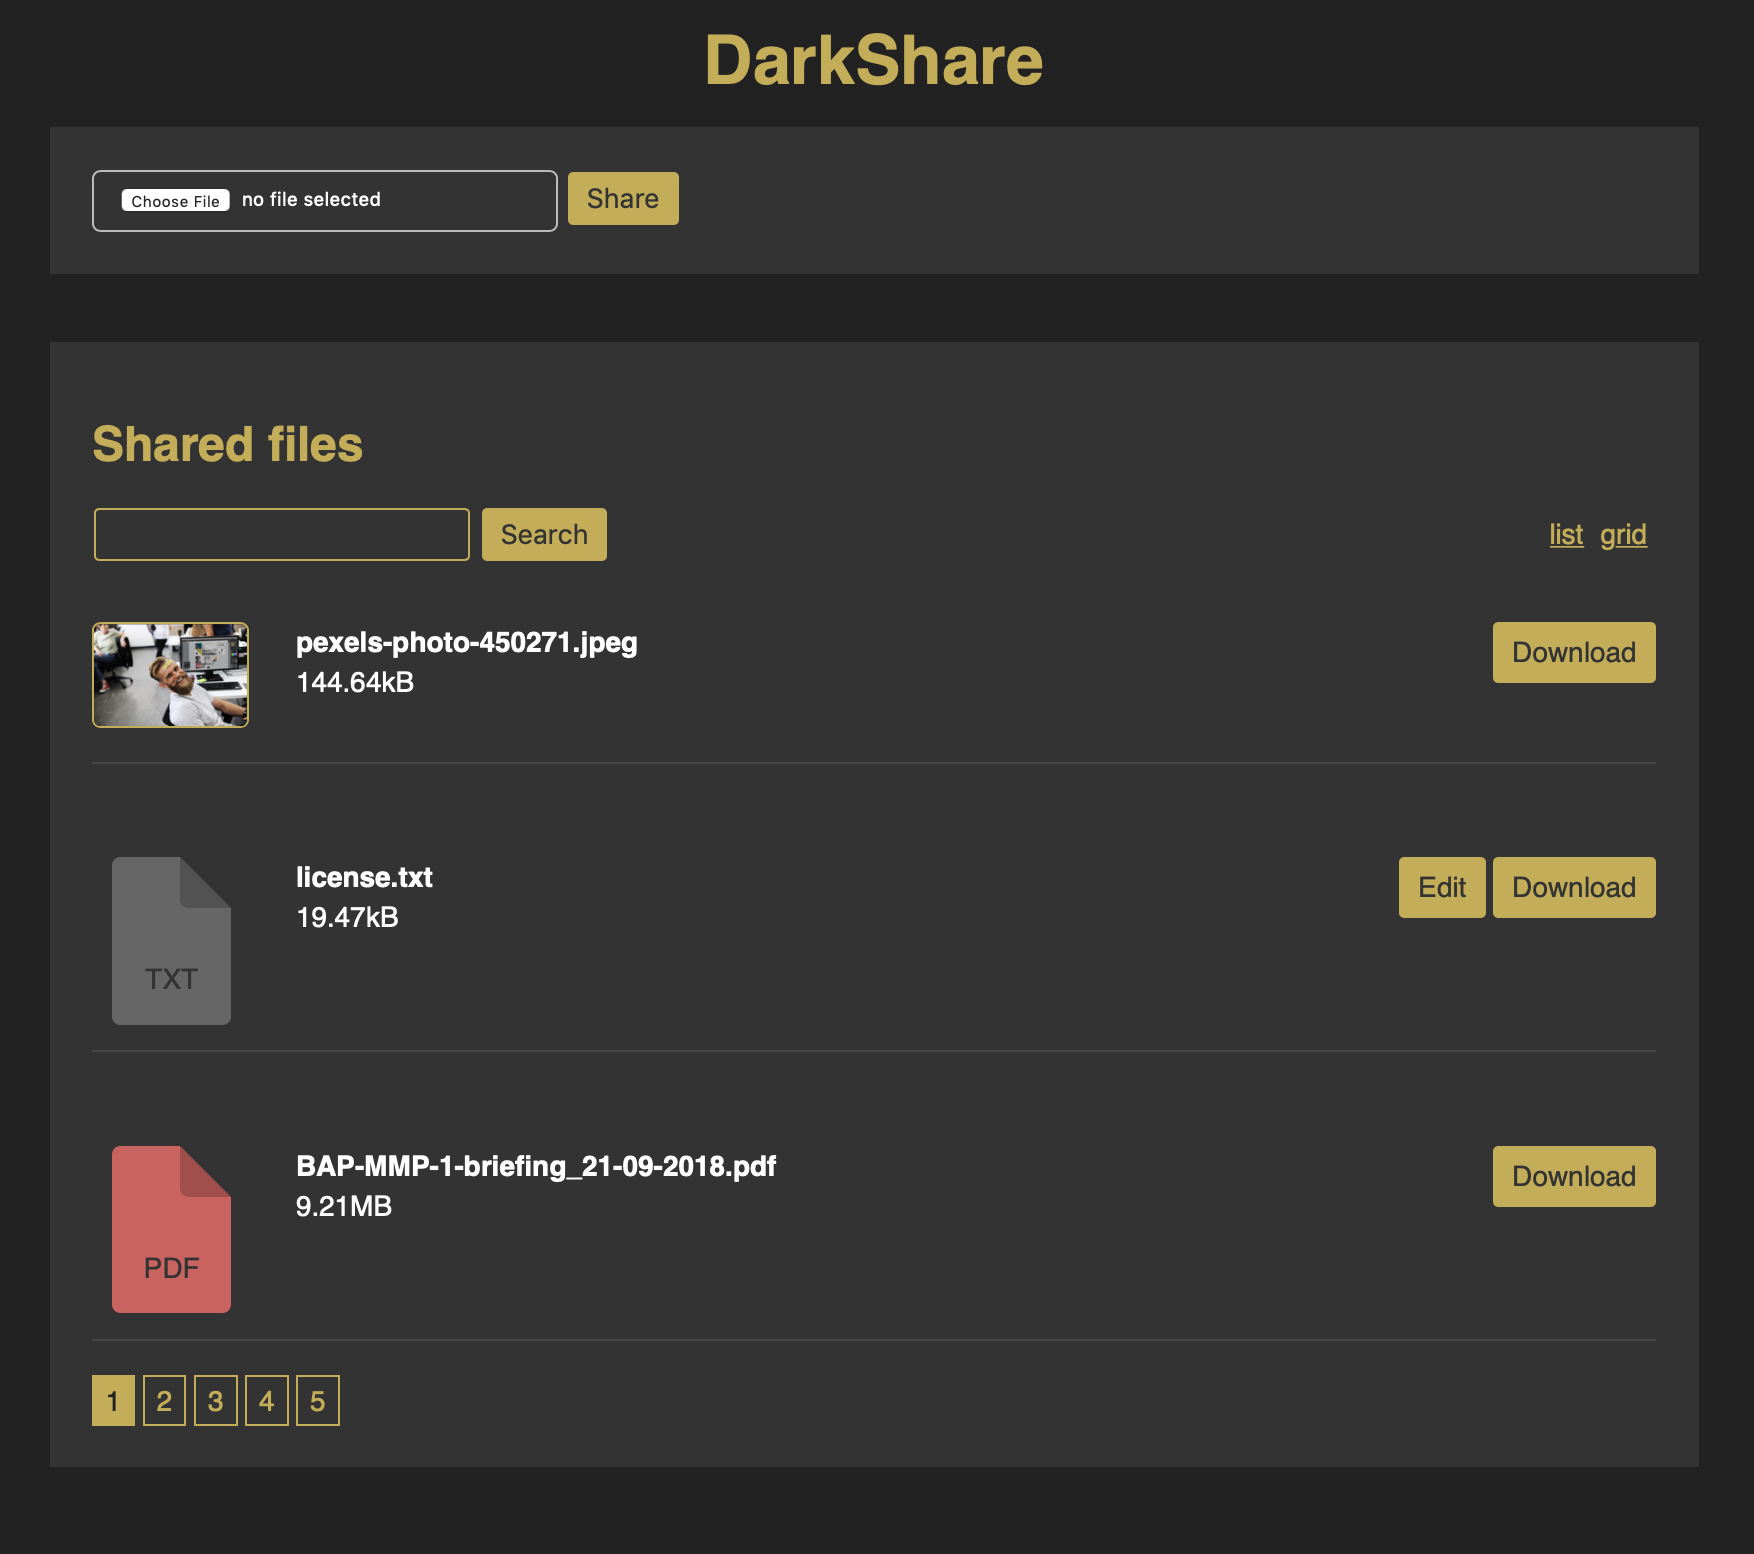 DarkShare
Choose File no file selected Share
Shared files
Search list grid
pexels-photo-450271.jpeg Download
144.64kB
license.txt Edit Download
19.47kB
TXT
BAP-MMP-1-briefing_21-09-2018.pdf Download
9.21MB
PDF
1 2 3 4 5